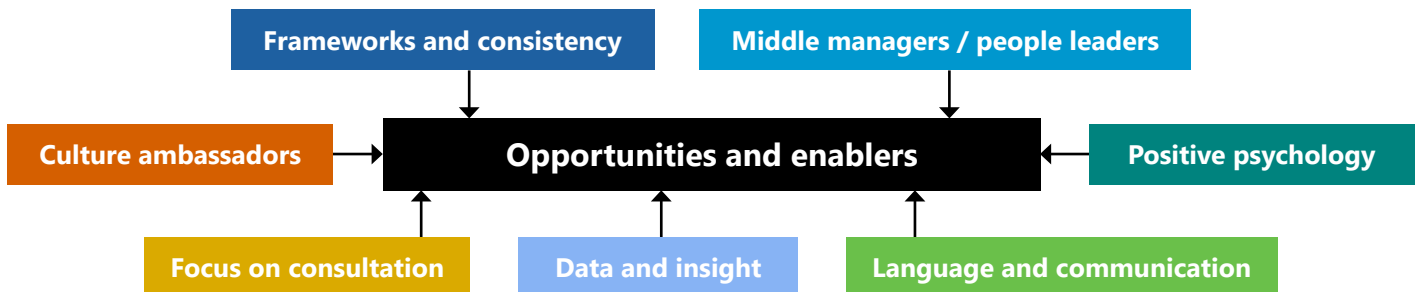 Frameworks and consistency
Middle managers / people leaders
Culture ambassadors
Opportunities and enablers
Positive psychology
Focus on consultation
Data and insight
Language and communication